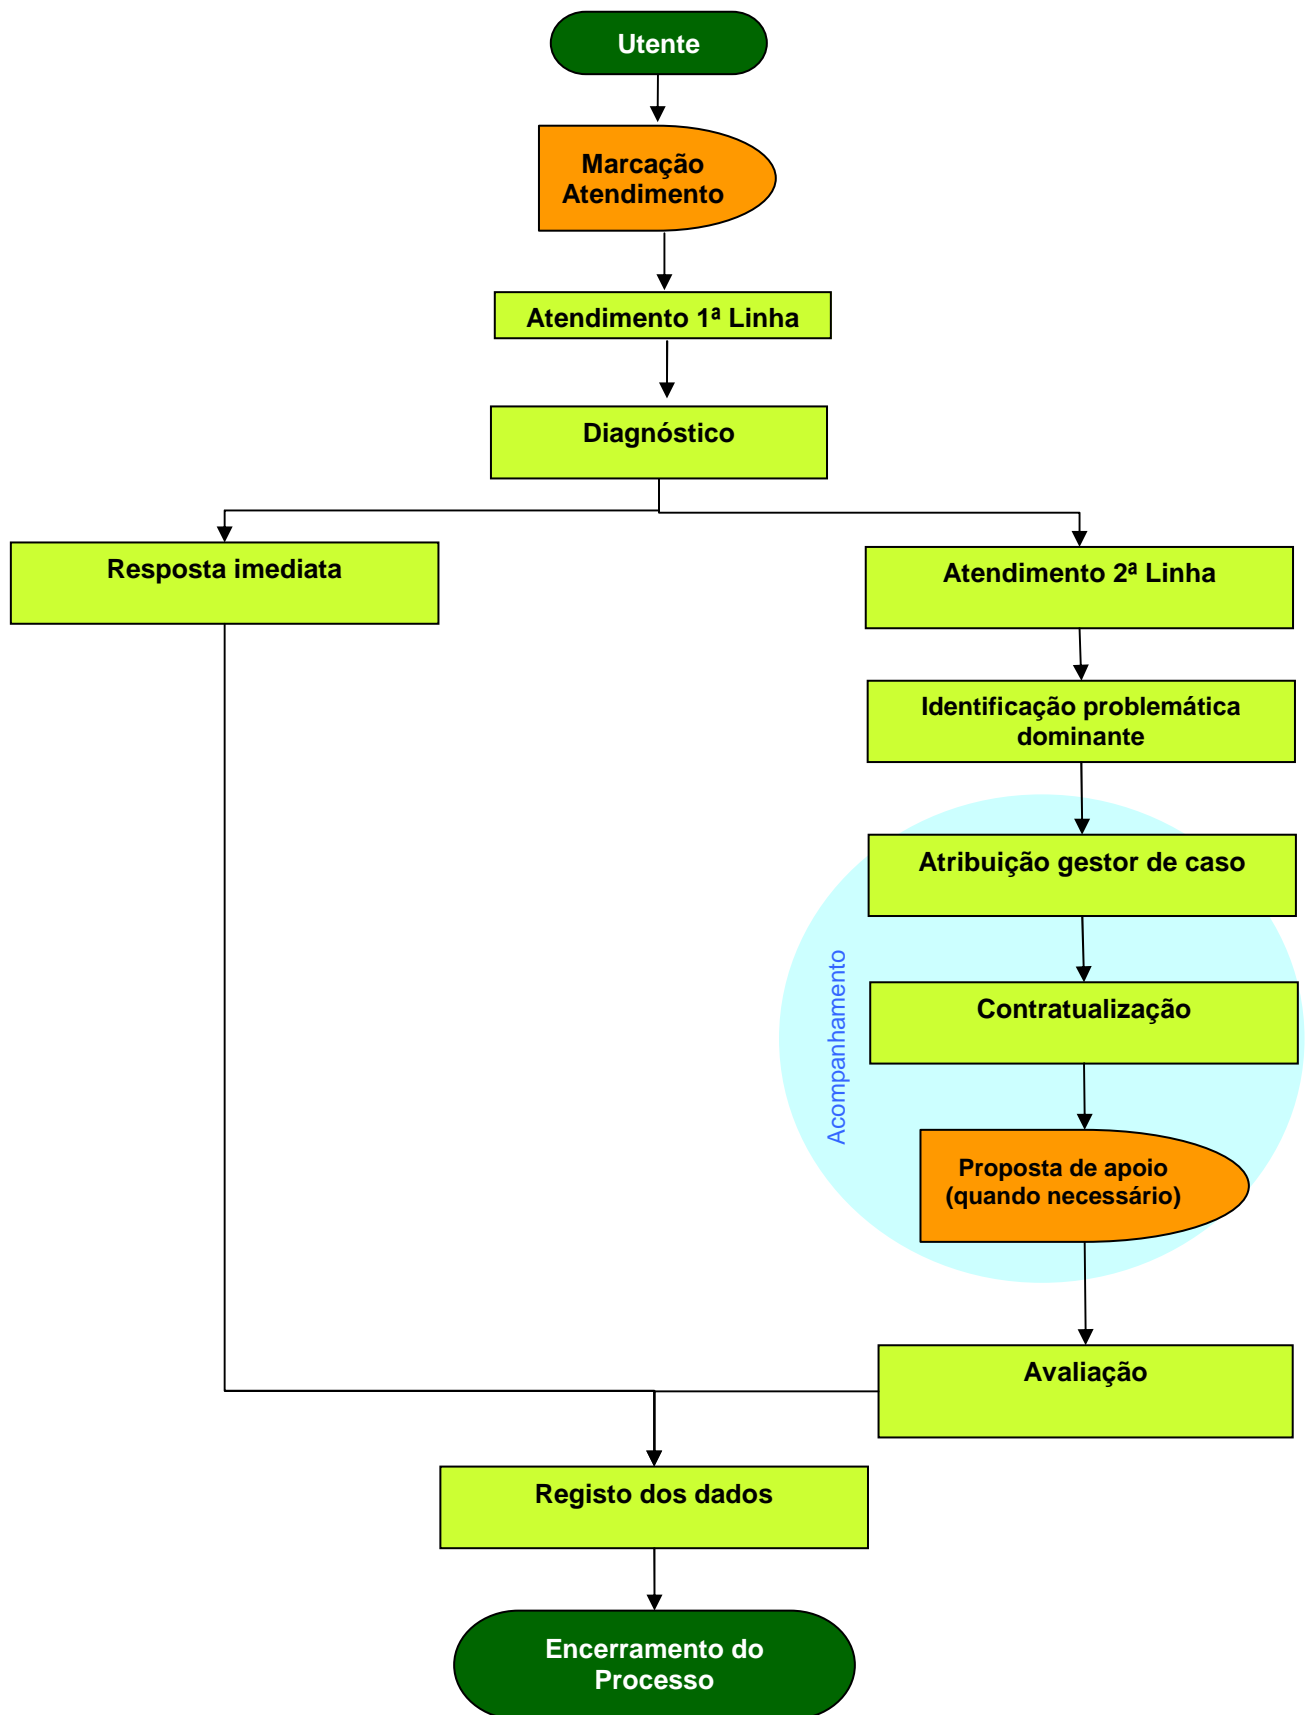 Utente
Marcação
Atendimento
Atendimento 1ª Linha
Diagnóstico
Resposta imediata
Atendimento 2ª Linha
Identificação problemática
dominante
Atribuição gestor de caso
Acompanhamento
Contratualização
Proposta de apoio
(quando necessário)
Avaliação
Registo dos dados
Encerramento do
Processo